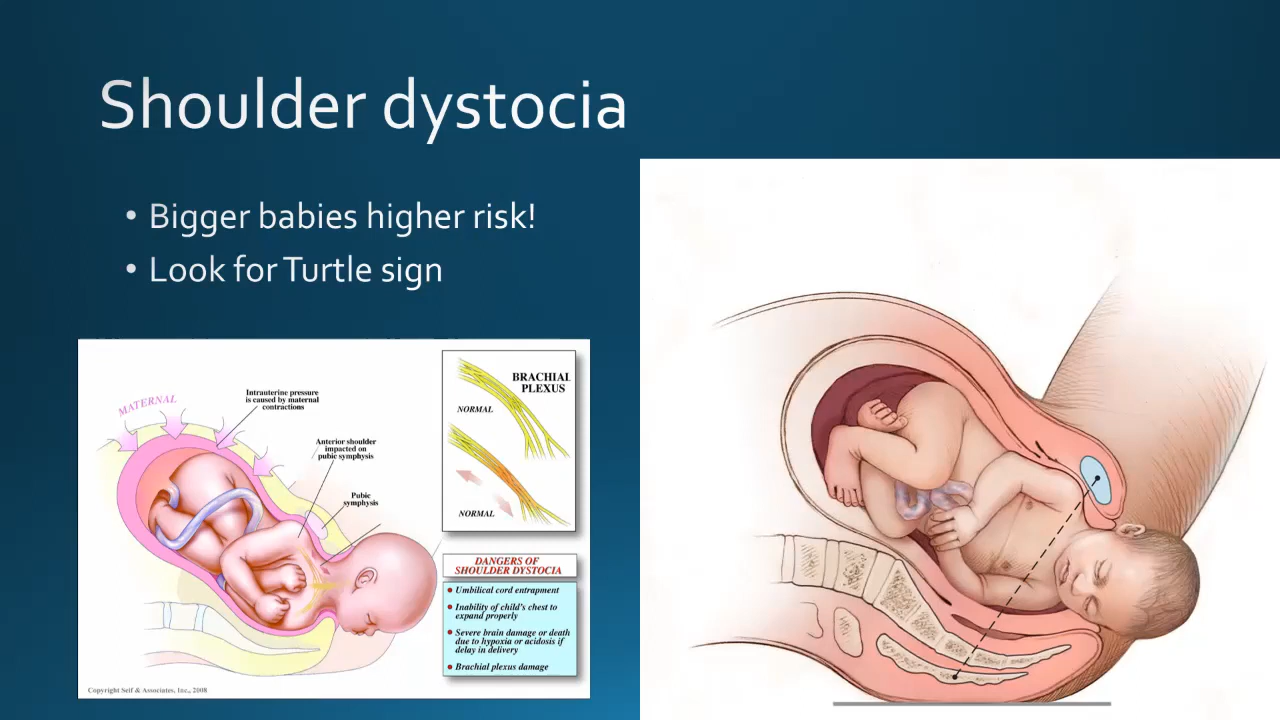 Shoulder dystocia
• Bigger babies higher risk!
• Look for Turtle sign
MATERNAL
Intrauterine pressure
is caused by maternal
contractions
Anterior shoulder
impacted on
pubic symphysis
Pubic
symphysis
BRACHIAL
PLEXUS
NORMAL
NORMAL
DANGERS OF
SHOULDER DYSTOCIA
• Umbilical cord entrapment
• Inability of child's chest to
expand properly
• Severe brain damage or death
due to hypoxia or acidosis if
delay in delivery
• Brachial plexus damage
Copyright Seif & Associates, Inc., 2008